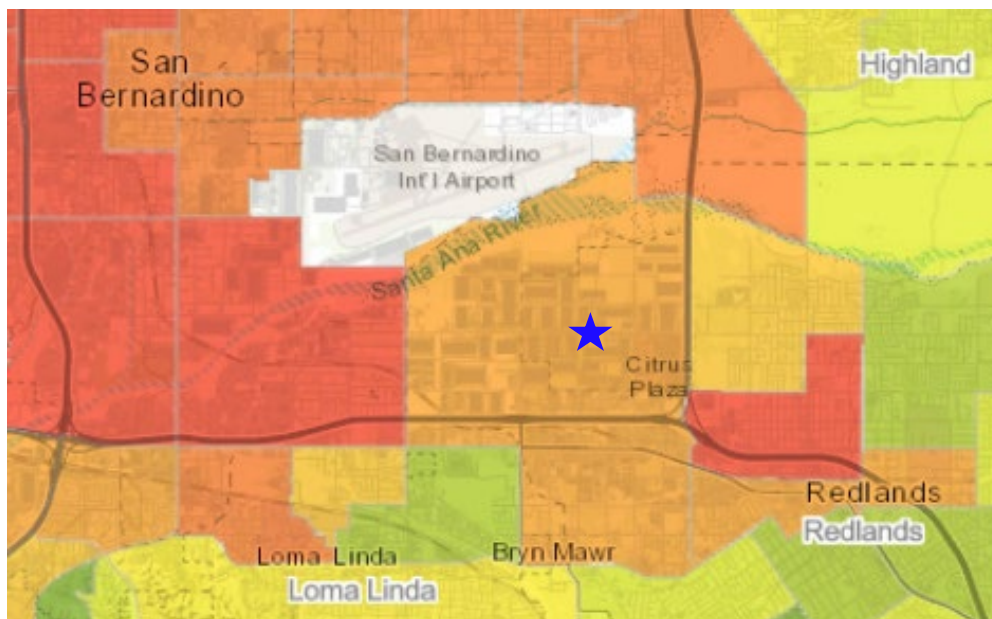 San
Bernardino
Highland
San Bernardino
Int'l Airport
Santa Ana River
Citrus
Plaza
Redlands
Redlands
Loma Linda
Bryn Mawr
Loma Linda